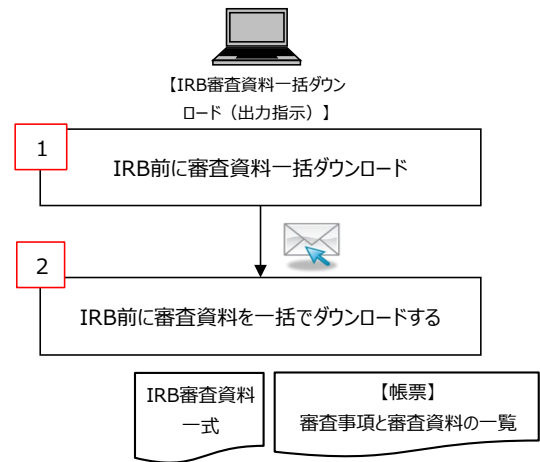 【IRB審査資料一括ダウン
ロード（出力指示）】
1
IRB前に審査資料一括ダウンロード
2
IRB前に審査資料を一括でダウンロードする
IRB審査資料
一式
【帳票】
審査事項と審査資料の一覧